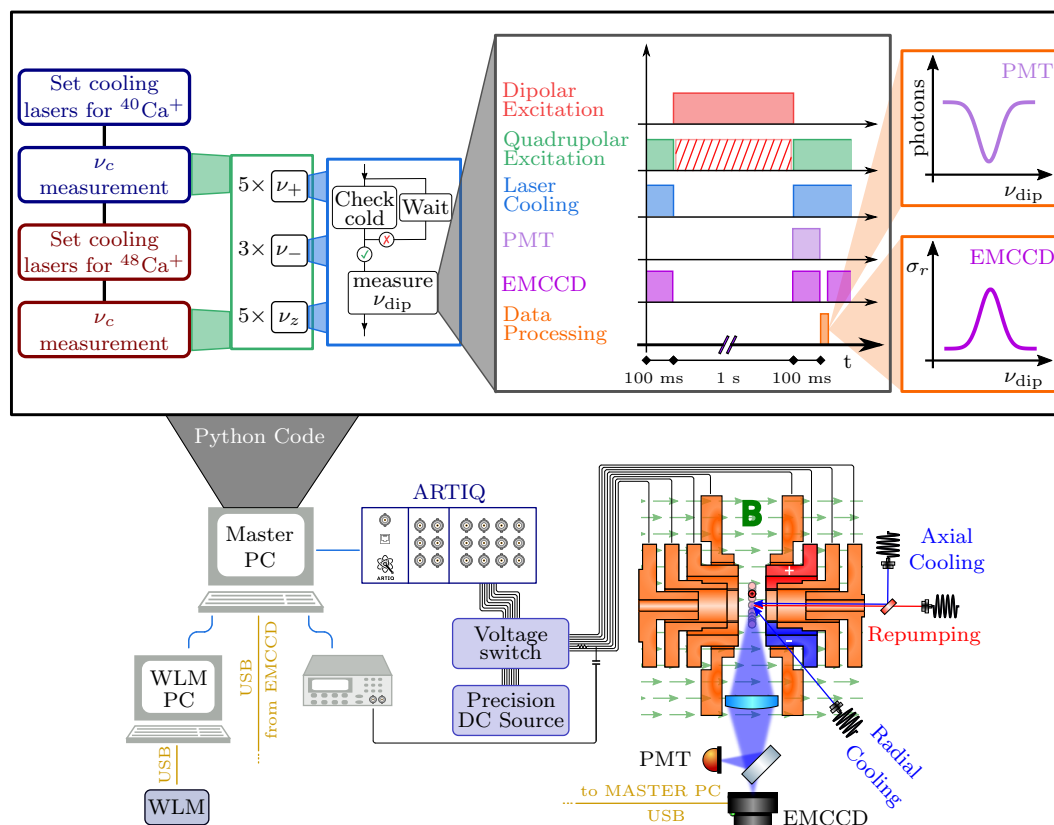 Set cooling
lasers for ⁴⁰Ca⁺
ν_c
measurement
Set cooling
lasers for ⁴⁸Ca⁺
ν_c
measurement
5× ν₊
3× ν₋
5× ν_z
Check
cold
Wait
✗
✓
measure
ν_dip
Dipolar
Excitation
Quadrupolar
Excitation
Laser
Cooling
PMT
EMCCD
Data
Processing
100 ms
1 s
100 ms
t
PMT
photons
ν_dip
EMCCD
σ_r
ν_dip
Python Code
Master
PC
ARTIQ
ARTIQ
WLM
PC
USB
WLM
USB
from EMCCD
Voltage
switch
Precision
DC Source
B
+
-
Axial
Cooling
Repumping
Radial
Cooling
PMT
to MASTER PC
USB
EMCCD